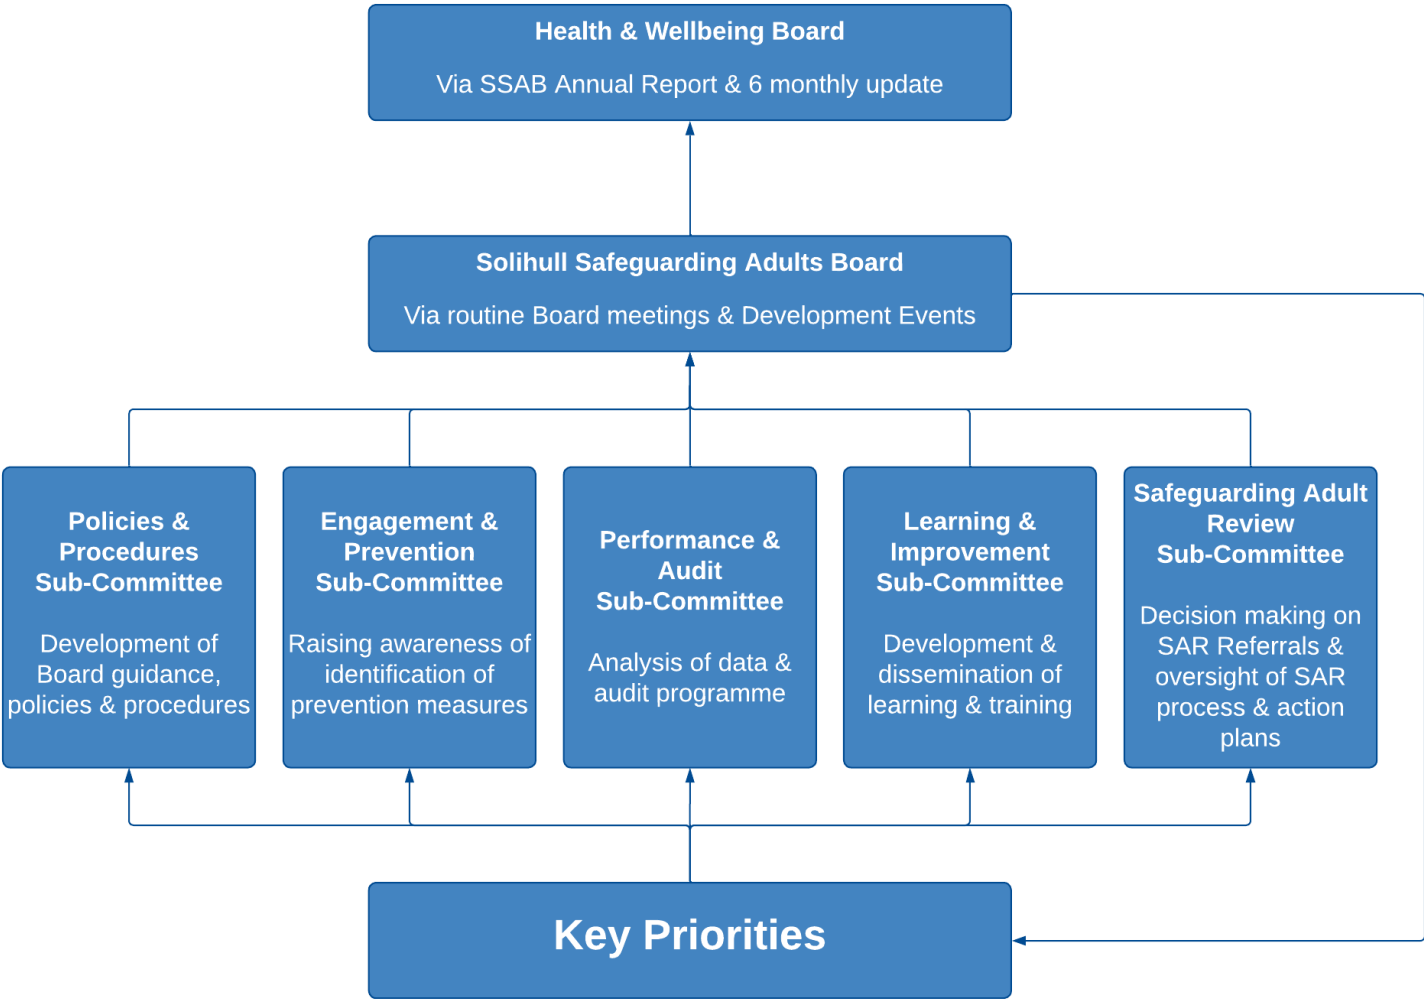 Health & Wellbeing Board
Via SSAB Annual Report & 6 monthly update
Solihull Safeguarding Adults Board
Via routine Board meetings & Development Events
Policies &
Procedures
Sub-Committee
Development of
Board guidance,
policies & procedures
Engagement &
Prevention
Sub-Committee
Raising awareness of
identification of
prevention measures
Performance &
Audit
Sub-Committee
Analysis of data &
audit programme
Learning &
Improvement
Sub-Committee
Development &
dissemination of
learning & training
Safeguarding Adult
Review
Sub-Committee
Decision making on
SAR Referrals &
oversight of SAR
process & action
plans
Key Priorities